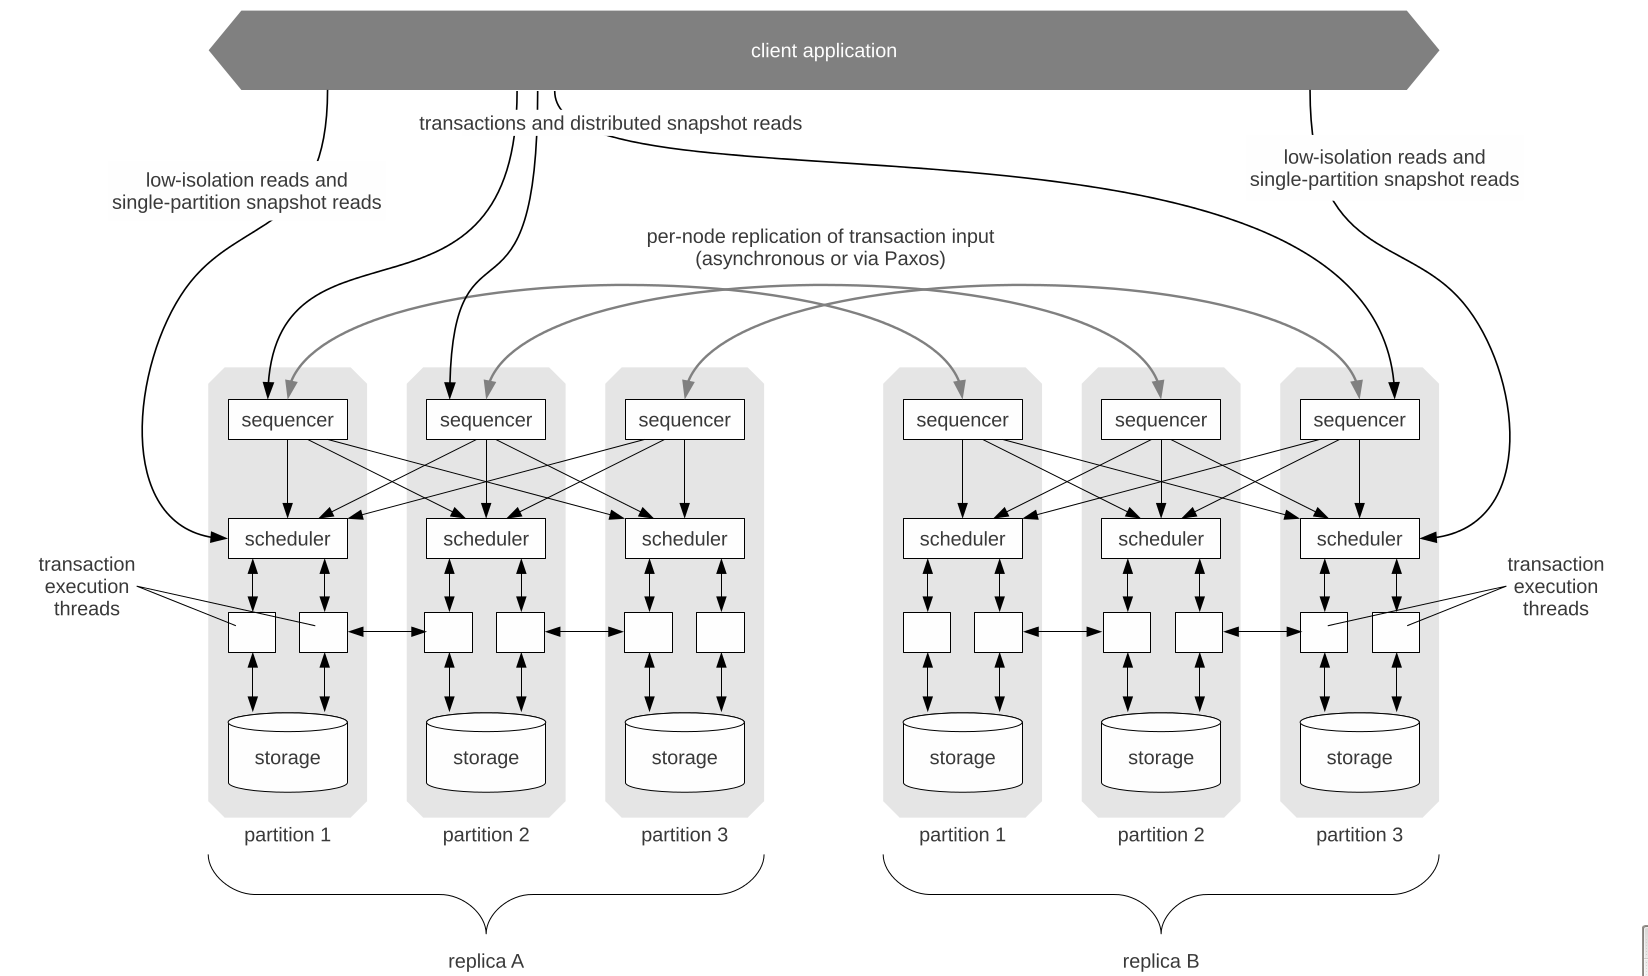 client application
transactions and distributed snapshot reads
low-isolation reads and
single-partition snapshot reads
low-isolation reads and
single-partition snapshot reads
per-node replication of transaction input
(asynchronous or via Paxos)
sequencer sequencer sequencer sequencer sequencer sequencer
scheduler scheduler scheduler scheduler scheduler scheduler
transaction
execution
threads
transaction
execution
threads
storage storage storage storage storage storage
partition 1 partition 2 partition 3 partition 1 partition 2 partition 3
replica A replica B